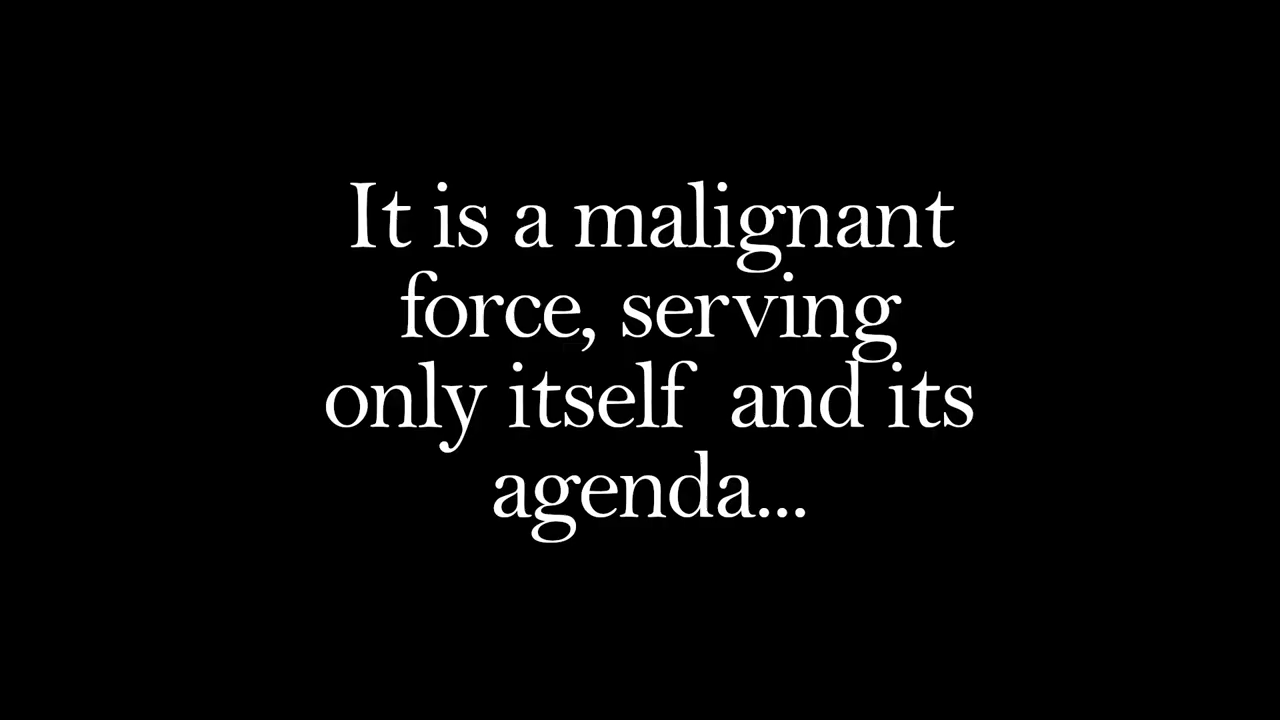 It is a malignant
force, serving
only itself  and its
agenda...